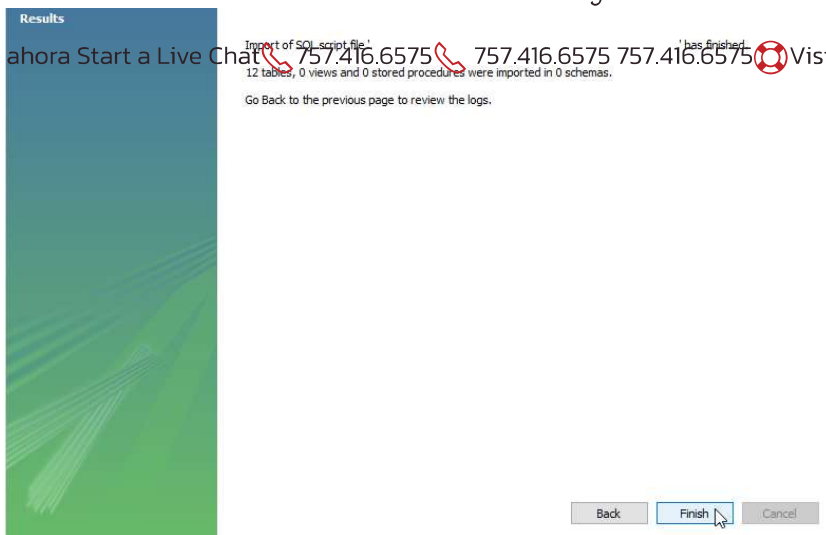 Results
Import of SQL script file ' ' has finished.
ahora Start a Live Chat 757.416.6575 757.416.6575 757.416.6575
12 tables, 0 views and 0 stored procedures were imported in 0 schemas.
Go Back to the previous page to review the logs.
Back Finish Cancel